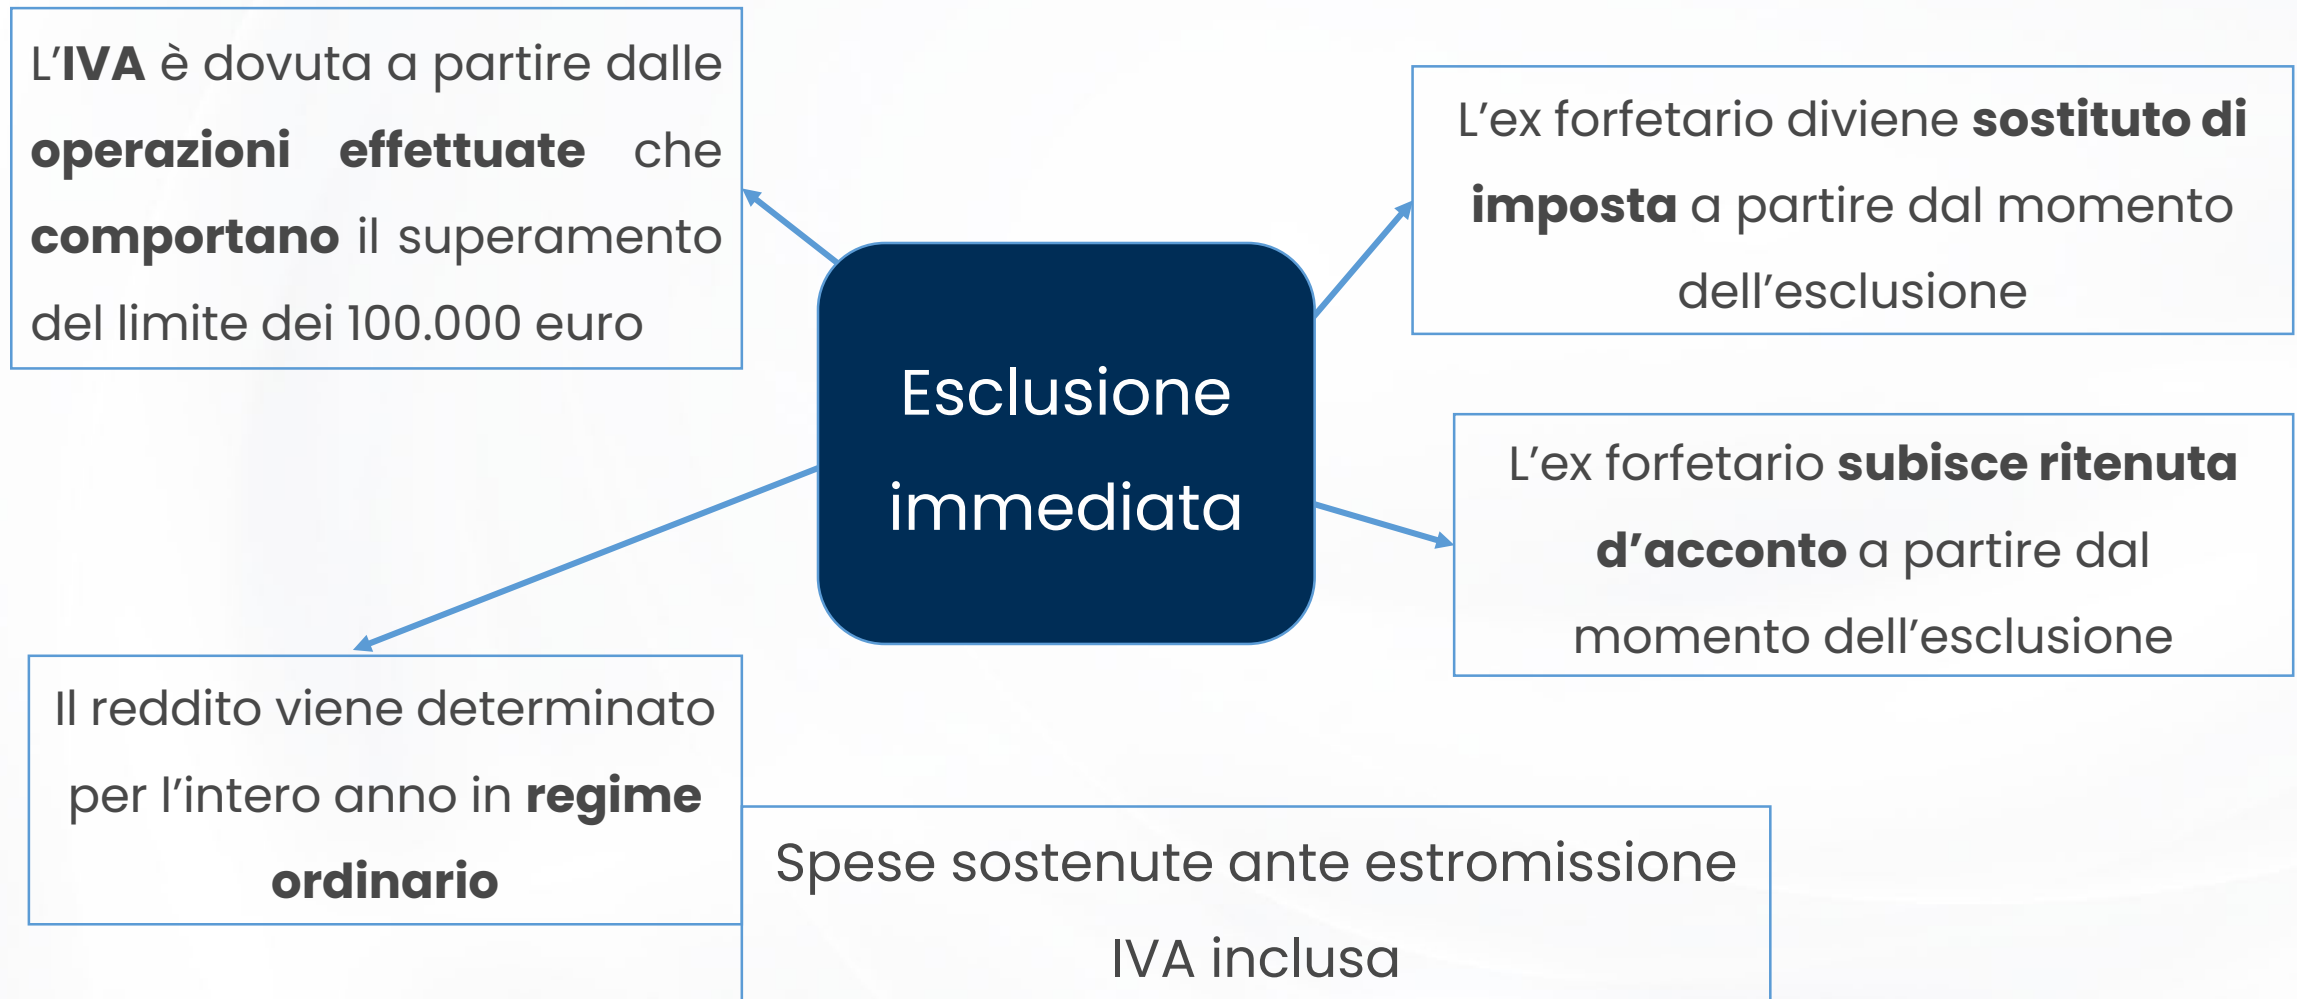 L’IVA è dovuta a partire dalle
operazioni effettuate che
comportano il superamento
del limite dei 100.000 euro
L’ex forfetario diviene sostituto di
imposta a partire dal momento
dell’esclusione
Esclusione
immediata
L’ex forfetario subisce ritenuta
d’acconto a partire dal
momento dell’esclusione
Il reddito viene determinato
per l’intero anno in regime
ordinario
Spese sostenute ante estromissione
IVA inclusa